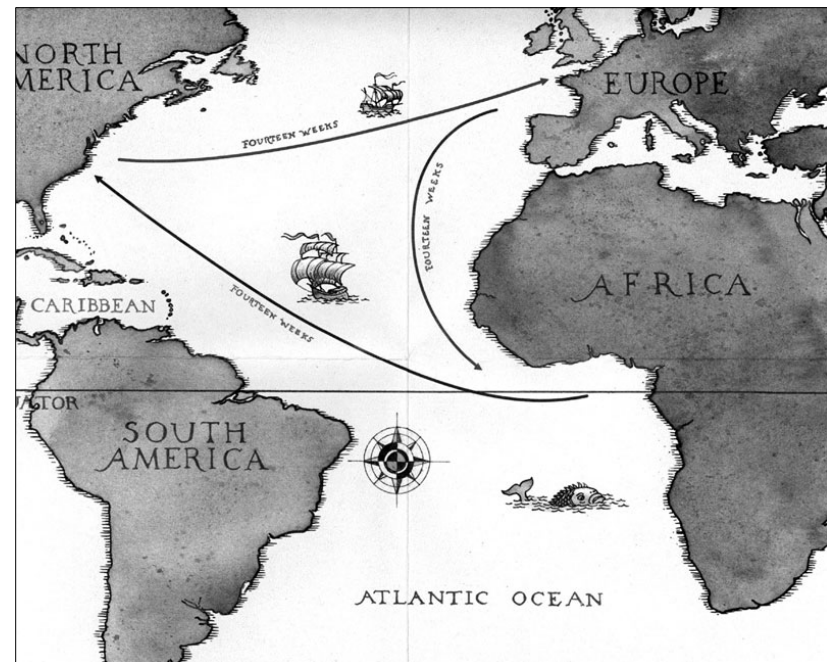 NORTH
MERICA
EUROPE
FOURTEEN WEEKS
FOURTEEN WEEKS
AFRICA
CARIBBEAN
FOURTEEN WEEKS
UATOR
SOUTH
AMERICA
ATLANTIC OCEAN